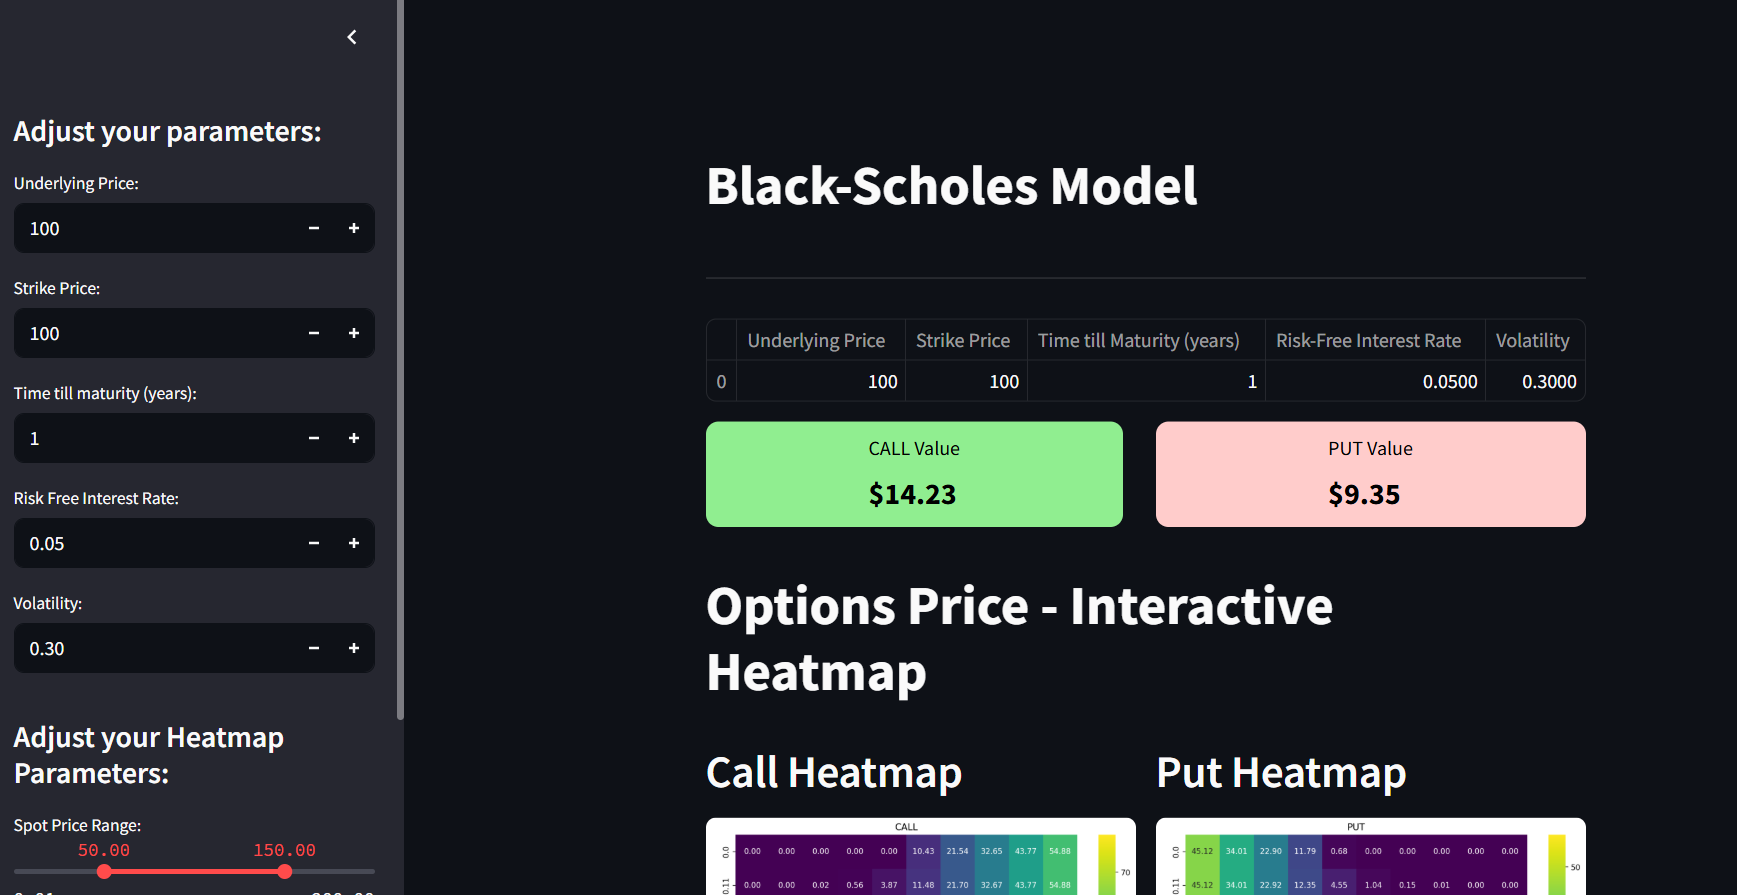 Adjust your parameters:
Underlying Price:
100
Strike Price:
100
Time till maturity (years):
1
Risk Free Interest Rate:
0.05
Volatility:
0.30
Adjust your Heatmap
Parameters:
Spot Price Range:
50.00 150.00
Black-Scholes Model
Underlying Price Strike Price Time till Maturity (years) Risk-Free Interest Rate Volatility
0 100 100 1 0.0500 0.3000
CALL Value
$14.23
PUT Value
$9.35
Options Price - Interactive
Heatmap
Call Heatmap
CALL
0.0 0.00 0.00 0.00 0.00 0.00 10.43 21.54 32.65 43.77 54.88
70
0.11 0.00 0.00 0.02 0.56 3.87 11.48 21.70 32.67 43.77 54.88
Put Heatmap
PUT
0.0 45.12 34.01 22.90 11.79 0.68 0.00 0.00 0.00 0.00 0.00
50
0.11 45.12 34.01 22.92 12.35 4.55 1.04 0.15 0.01 0.00 0.00